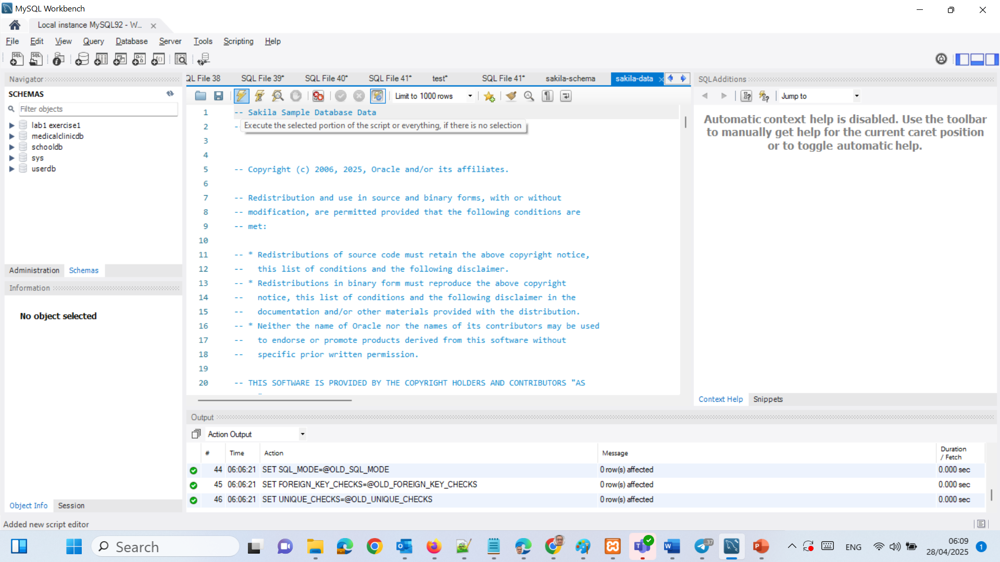 MySQL Workbench
Local instance MySQL92 - W...
File Edit View Query Database Server Tools Scripting Help
Navigator
SCHEMAS
Filter objects
lab1 exercise1
medicalclinicdb
schooldb
sys
userdb
Administration Schemas
Information
No object selected
Object Info Session
QL File 38 SQL File 39* SQL File 40* SQL File 41* test* SQL File 41* sakila-schema sakila-data
Limit to 1000 rows
1 -- Sakila Sample Database Data
2 -
Execute the selected portion of the script or everything, if there is no selection
3
4
5 -- Copyright (c) 2006, 2025, Oracle and/or its affiliates.
6
7 -- Redistribution and use in source and binary forms, with or without
8 -- modification, are permitted provided that the following conditions are
9 -- met:
10
11 -- * Redistributions of source code must retain the above copyright notice,
12 -- this list of conditions and the following disclaimer.
13 -- * Redistributions in binary form must reproduce the above copyright
14 -- notice, this list of conditions and the following disclaimer in the
15 -- documentation and/or other materials provided with the distribution.
16 -- * Neither the name of Oracle nor the names of its contributors may be used
17 -- to endorse or promote products derived from this software without
18 -- specific prior written permission.
19
20 -- THIS SOFTWARE IS PROVIDED BY THE COPYRIGHT HOLDERS AND CONTRIBUTORS "AS
SQLAdditions
Jump to
Automatic context help is disabled. Use the toolbar
to manually get help for the current caret position
or to toggle automatic help.
Context Help Snippets
Output
Action Output
# Time Action Message Duration / Fetch
44 06:06:21 SET SQL_MODE=@OLD_SQL_MODE 0 row(s) affected 0.000 sec
45 06:06:21 SET FOREIGN_KEY_CHECKS=@OLD_FOREIGN_KEY_CHECKS 0 row(s) affected 0.000 sec
46 06:06:21 SET UNIQUE_CHECKS=@OLD_UNIQUE_CHECKS 0 row(s) affected 0.000 sec
Added new script editor
Search
37
ENG
06:09
28/04/2025
1